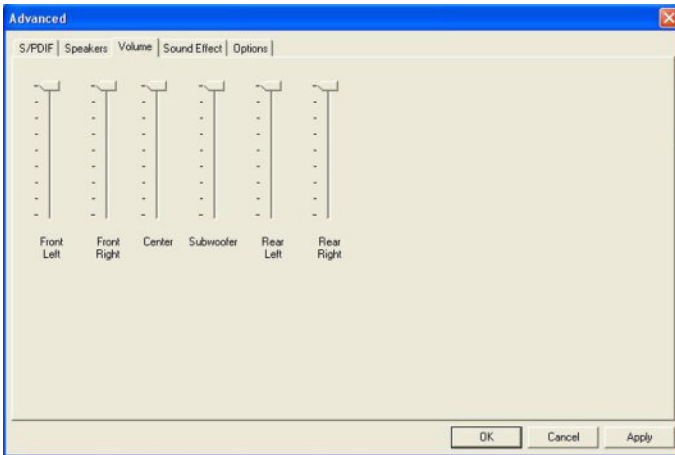 Advanced
S/PDIF Speakers Volume Sound Effect Options
Front Left
Front Right
Center
Subwoofer
Rear Left
Rear Right
OK Cancel Apply